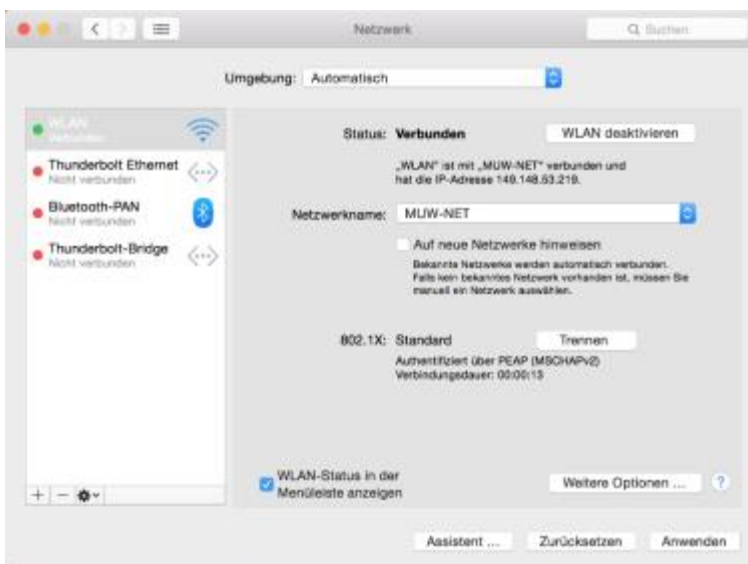 Netzwerk
Suchen
Umgebung: Automatisch
WLAN
Verbunden
Thunderbolt Ethernet
Nicht verbunden
Bluetooth-PAN
Nicht verbunden
Thunderbolt-Bridge
Nicht verbunden
Status: Verbunden
WLAN deaktivieren
„WLAN“ ist mit „MUW-NET“ verbunden und
hat die IP-Adresse 149.148.53.219.
Netzwerkname: MUW-NET
Auf neue Netzwerke hinweisen
Bekannte Netzwerke werden automatisch verbunden.
Falls kein bekanntes Netzwerk vorhanden ist, müssen Sie
manuell ein Netzwerk auswählen.
802.1X: Standard
Trennen
Authentifiziert über PEAP (MSCHAPv2)
Verbindungsdauer: 00:00:13
WLAN-Status in der
Menüleiste anzeigen
Weitere Optionen ...
?
Assistent ...
Zurücksetzen
Anwenden